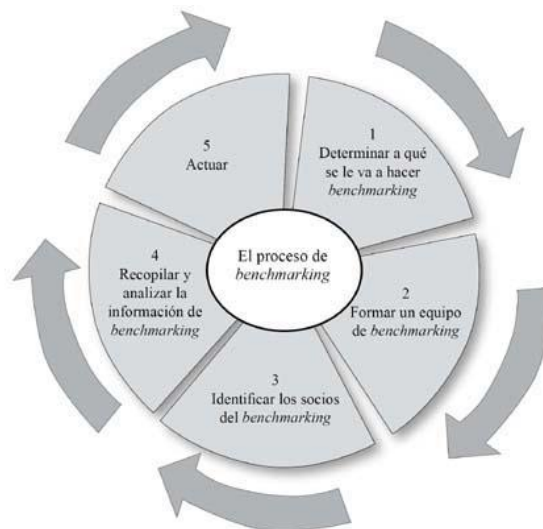 1
Determinar a qué
se le va a hacer
benchmarking
2
Formar un equipo
de benchmarking
3
Identificar los socios
del benchmarking
4
Recopilar y
analizar la
información de
benchmarking
5
Actuar
El proceso de
benchmarking